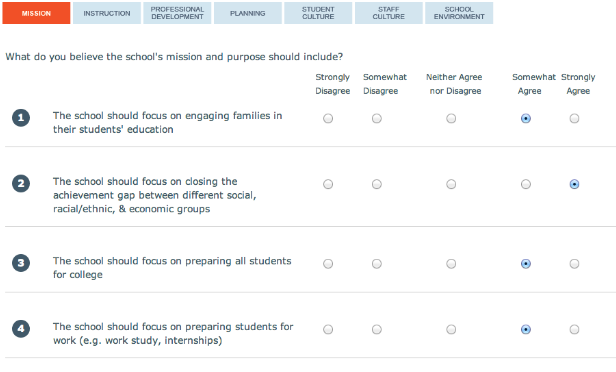 MISSION
INSTRUCTION
PROFESSIONAL
DEVELOPMENT
PLANNING
STUDENT
CULTURE
STAFF
CULTURE
SCHOOL
ENVIRONMENT
What do you believe the school's mission and purpose should include?
Strongly Somewhat Neither Agree Somewhat Strongly
Disagree Disagree nor Disagree Agree Agree
1 The school should focus on engaging families in
their students' education
2 The school should focus on closing the
achievement gap between different social,
racial/ethnic, & economic groups
3 The school should focus on preparing all students
for college
4 The school should focus on preparing students for
work (e.g. work study, internships)